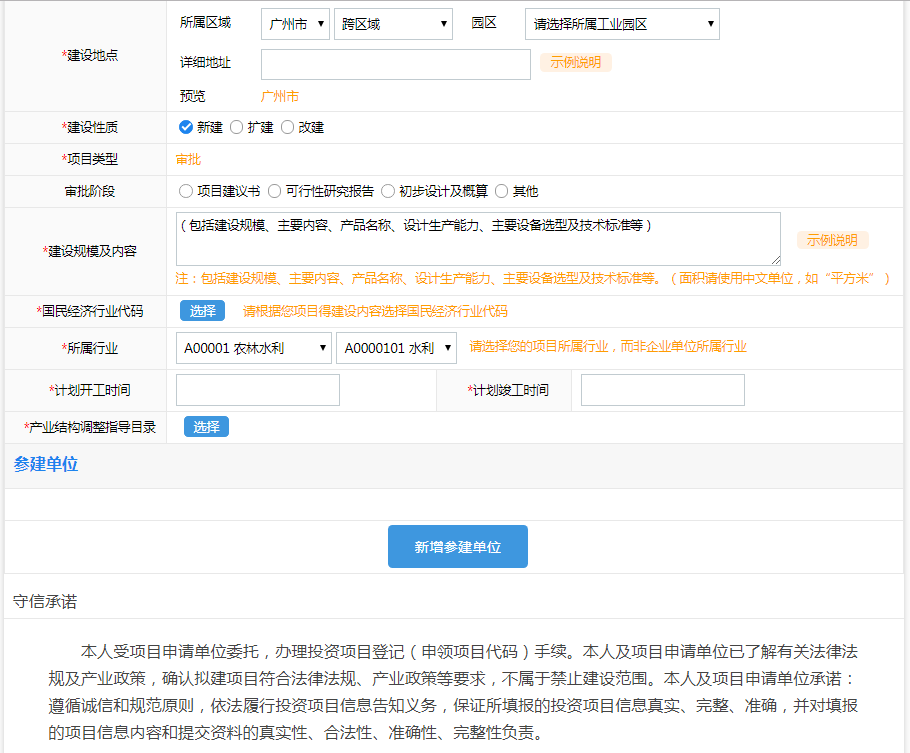 所属区域 广州市 跨区域 园区 请选择所属工业园区
*建设地点
详细地址 示例说明
预览 广州市
*建设性质 新建 扩建 改建
*项目类型 审批
审批阶段 项目建议书 可行性研究报告 初步设计及概算 其他
(包括建设规模、主要内容、产品名称、设计生产能力、主要设备选型及技术标准等)
*建设规模及内容 示例说明
注：包括建设规模、主要内容、产品名称、设计生产能力、主要设备选型及技术标准等。(面积请使用中文单位，如“平方米”)
*国民经济行业代码 选择 请根据您项目得建设内容选择国民经济行业代码
*所属行业 A00001 农林水利 A0000101 水利 请选择您的项目所属行业，而非企业单位所属行业
*计划开工时间 *计划竣工时间
*产业结构调整指导目录 选择
参建单位
新增参建单位
守信承诺
本人受项目申请单位委托，办理投资项目登记(申领项目代码)手续。本人及项目申请单位已了解有关法律法
规及产业政策，确认拟建项目符合法律法规、产业政策等要求，不属于禁止建设范围。本人及项目申请单位承诺：
遵循诚信和规范原则，依法履行投资项目信息告知义务，保证所填报的投资项目信息真实、完整、准确，并对填报
的项目信息内容和提交资料的真实性、合法性、准确性、完整性负责。